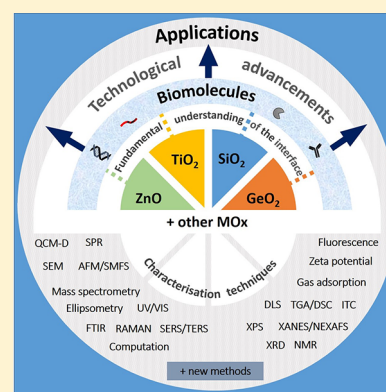 Applications
Technological advancements
Biomolecules
Fundamental understanding of the interface
ZnO
TiO₂
SiO₂
GeO₂
+ other MOx
Characterisation techniques
QCM-D SPR
SEM AFM/SMFS
Mass spectrometry
Ellipsometry UV/VIS
FTIR RAMAN SERS/TERS
Computation
Fluorescence
Zeta potential
Gas adsorption
DLS TGA/DSC ITC
XPS XANES/NEXAFS
XRD NMR
+ new methods